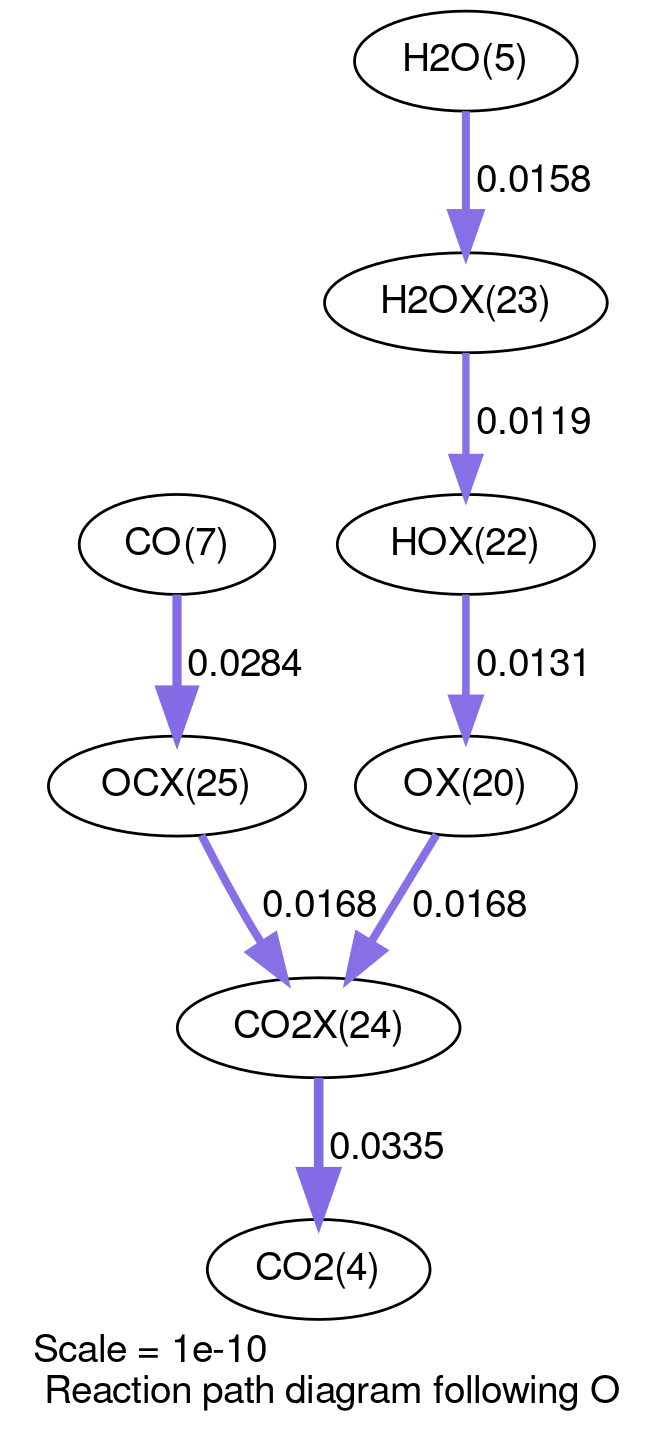 H2O(5)
0.0158
H2OX(23)
0.0119
CO(7)
HOX(22)
0.0284
0.0131
OCX(25)
OX(20)
0.0168
0.0168
CO2X(24)
0.0335
CO2(4)
Scale = 1e-10
Reaction path diagram following O